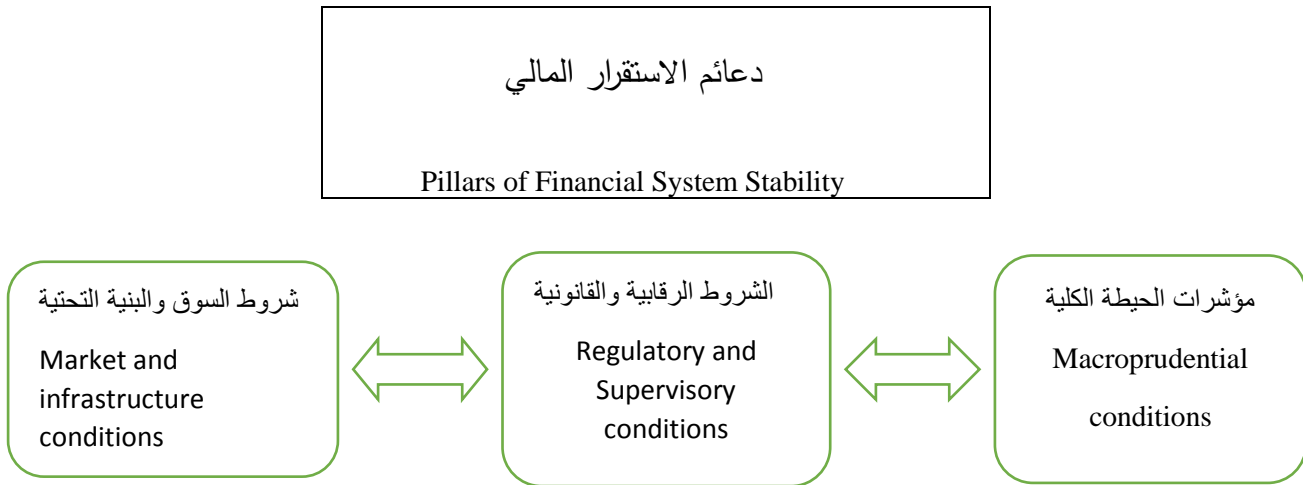 دعائم الاستقرار المالي
Pillars of Financial System Stability
مؤشرات الحيطة الكلية
Macroprudential
conditions
الشروط الرقابية والقانونية
Regulatory and
Supervisory
conditions
شروط السوق والبنية التحتية
Market and
infrastructure
conditions